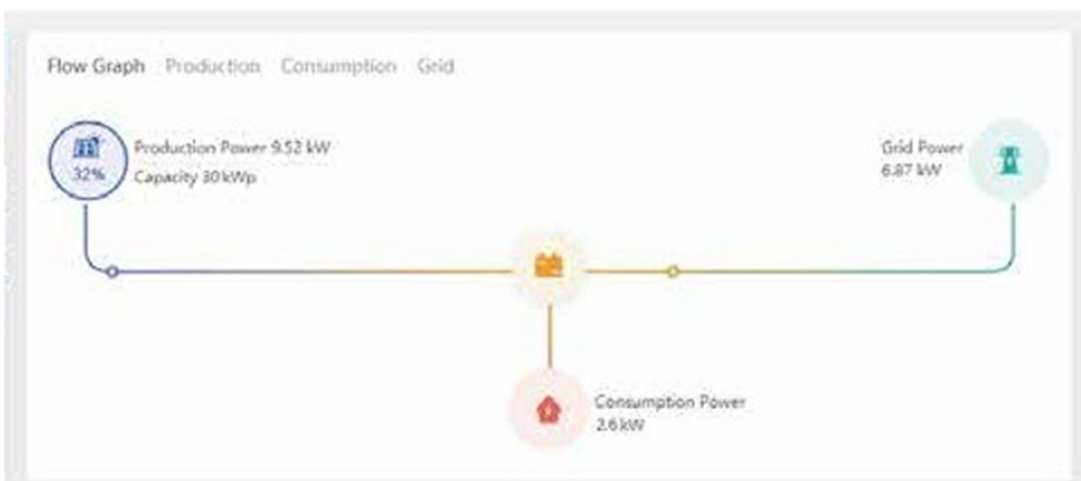 Flow Graph Production Consumption Grid
Production Power 9.52 kW
32%
Capacity 30 kWp
Grid Power
6.87 kW
Consumption Power
2.6 kW